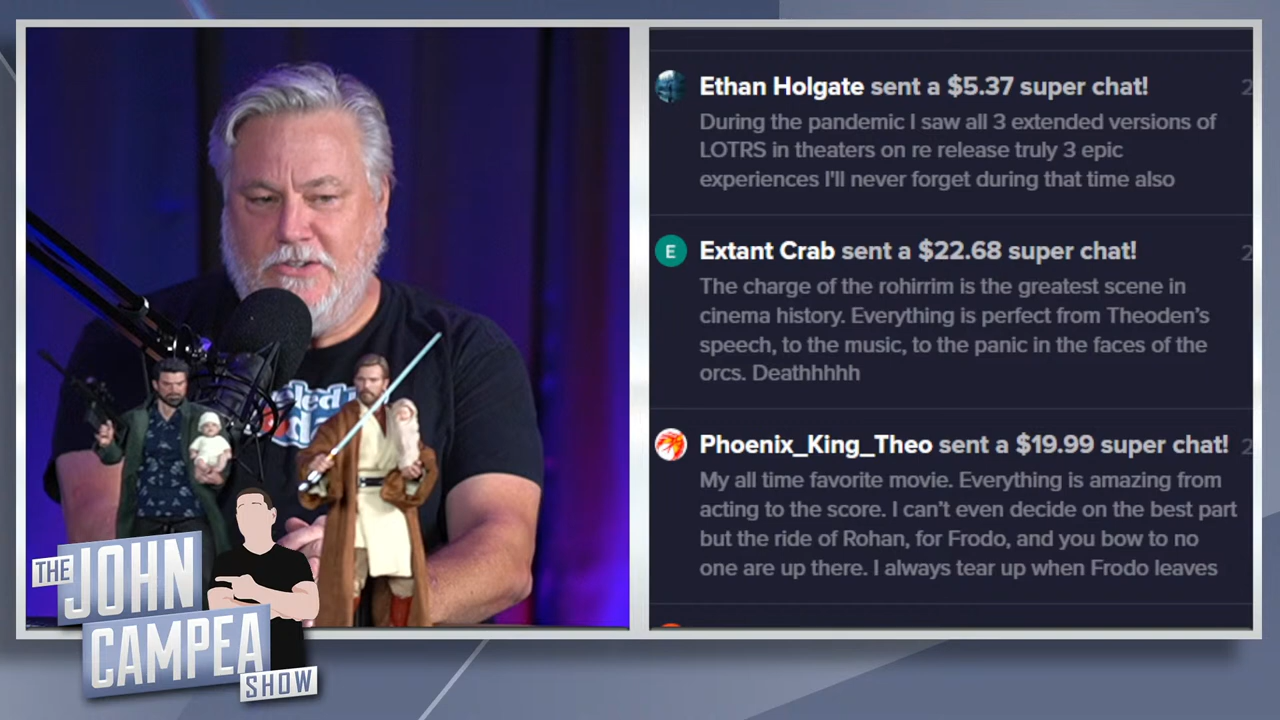 Ethan Holgate sent a $5.37 super chat!
During the pandemic I saw all 3 extended versions of
LOTRS in theaters on re release truly 3 epic
experiences I'll never forget during that time also
E
Extant Crab sent a $22.68 super chat!
The charge of the rohirrim is the greatest scene in
cinema history. Everything is perfect from Theoden's
speech, to the music, to the panic in the faces of the
orcs. Deathhhhh
Phoenix_King_Theo sent a $19.99 super chat!
My all time favorite movie. Everything is amazing from
acting to the score. I can't even decide on the best part
but the ride of Rohan, for Frodo, and you bow to no
one are up there. I always tear up when Frodo leaves
THE
JOHN
CAMPEA
SHOW